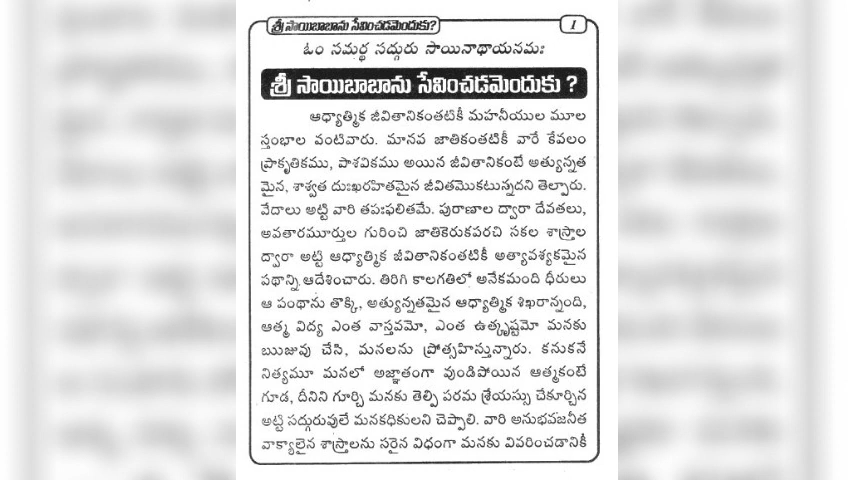 శ్రీ సాయిబాబాను సేవించడమెందుకు?
1
ఓం సమర్థ సద్గురు సాయినాథాయనమః
శ్రీ సాయిబాబాను సేవించడమెందుకు ?
ఆధ్యాత్మిక జీవితానికంతటికీ మహనీయుల మూల
స్తంభాల వంటివారు. మానవ జాతికంతటికీ వారే కేవలం
ప్రాకృతికము, పాశవికము అయిన జీవితానికంటే అత్యున్నత
మైన, శాశ్వత దుఃఖరహితమైన జీవితమొకటున్నదని తెల్పారు.
వేదాలు అట్టి వారి తపఃఫలితమే. పురాణాల ద్వారా దేవతలు,
అవతారమూర్తుల గురించి జాతికెరుకపరచి సకల శాస్త్రాల
ద్వారా అట్టి ఆధ్యాత్మిక జీవితానికంతటికీ అత్యావశ్యకమైన
పథాన్ని ఆదేశించారు. తిరిగి కాలగతిలో అనేకమంది ధీరులు
ఆ పంథాను తొక్కి, అత్యున్నతమైన ఆధ్యాత్మిక శిఖరాన్నంది,
ఆత్మ విద్య ఎంత వాస్తవమో, ఎంత ఉత్కృష్టమో మనకు
ఋజువు చేసి, మనలను ప్రోత్సహిస్తున్నారు. కనుకనే
నిత్యమూ మనలో అజ్ఞాతంగా వుండిపోయిన ఆత్మకంటే
గూడ, దీనిని గూర్చి మనకు తెల్పి పరమ శ్రేయస్సు చేకూర్చిన
అట్టి సద్గురువులే మనకధికులని చెప్పాలి. వారి అనుభవజనీత
వాక్యాలైన శాస్త్రాలను సరైన విధంగా మనకు వివరించడానికీ